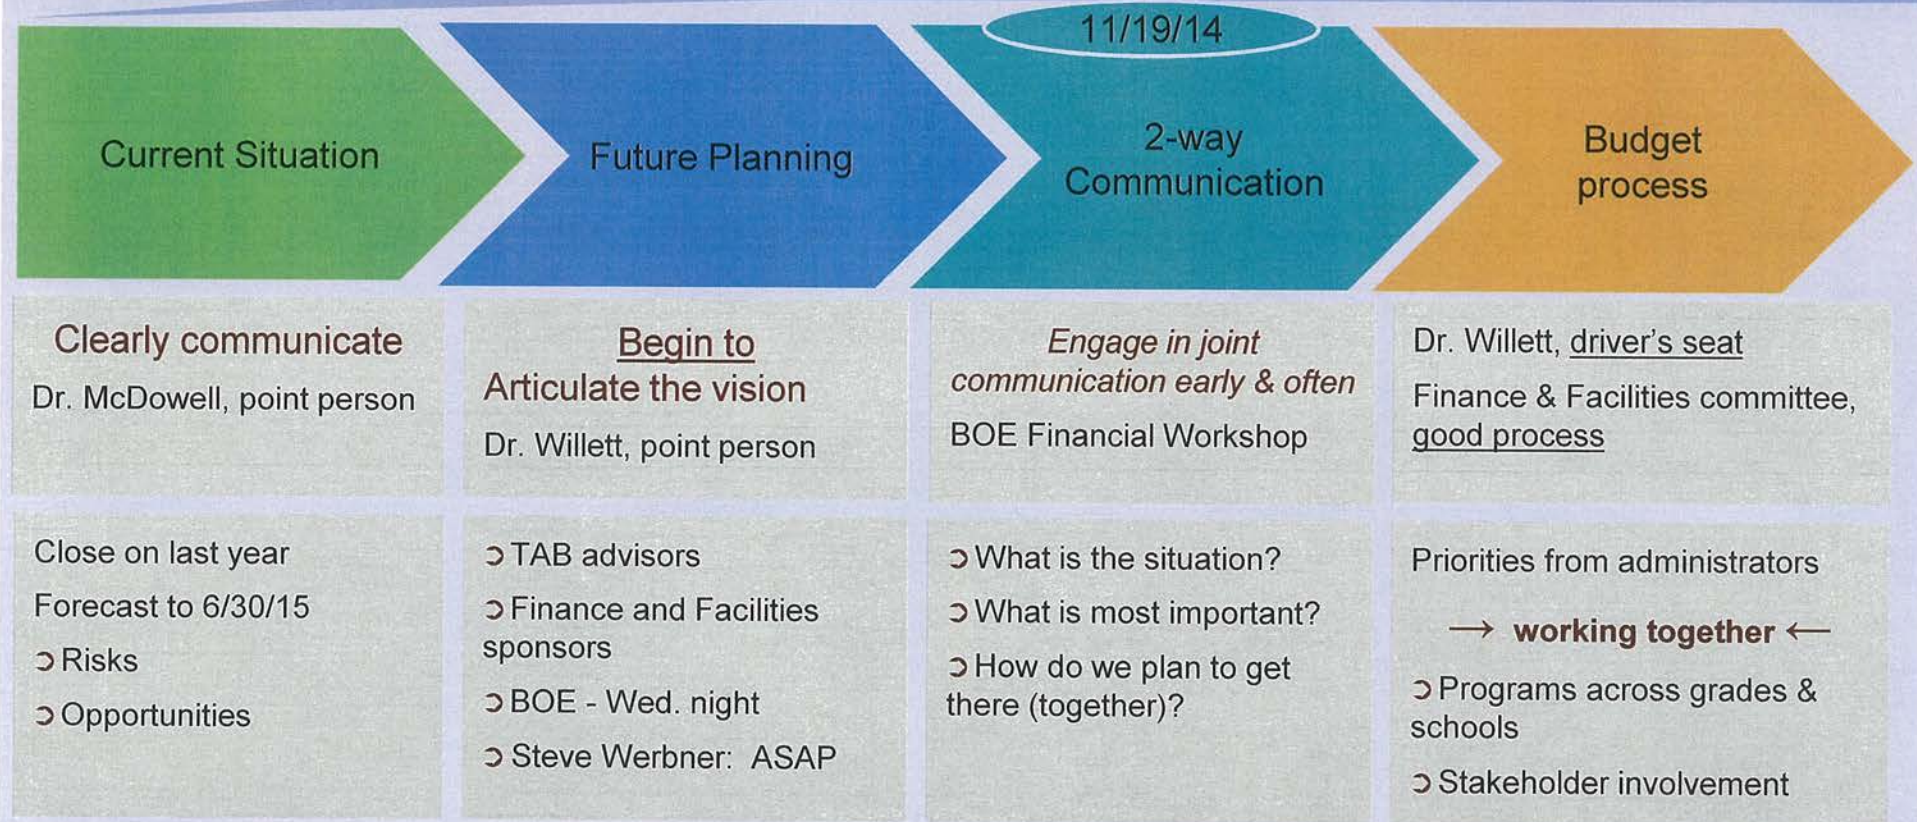 11/19/14
Current Situation
Future Planning
2-way
Communication
Budget
process
Clearly communicate
Dr. McDowell, point person
Begin to
Articulate the vision
Dr. Willett, point person
Engage in joint
communication early & often
BOE Financial Workshop
Dr. Willett, driver's seat
Finance & Facilities committee,
good process
Close on last year
Forecast to 6/30/15
➲ Risks
➲ Opportunities
➲ TAB advisors
➲ Finance and Facilities
sponsors
➲ BOE - Wed. night
➲ Steve Werbner: ASAP
➲ What is the situation?
➲ What is most important?
➲ How do we plan to get
there (together)?
Priorities from administrators
→ working together ←
➲ Programs across grades &
schools
➲ Stakeholder involvement